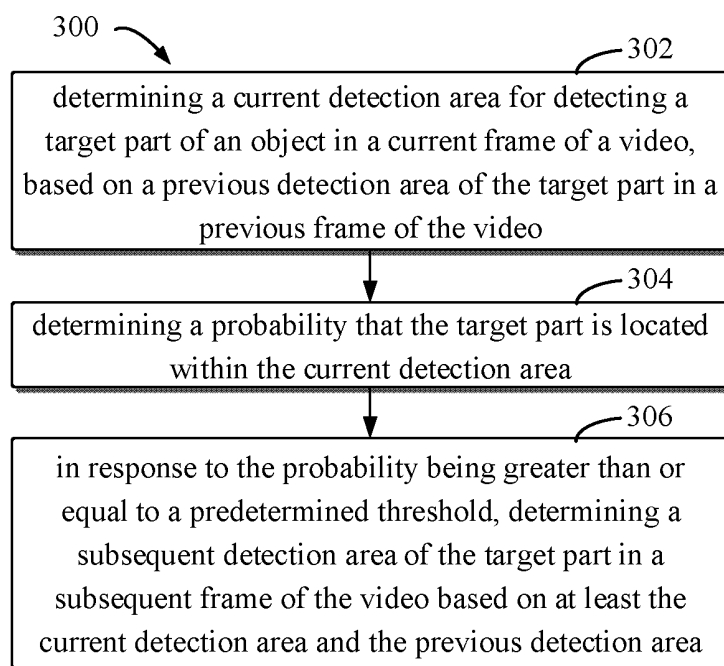 300
302
determining a current detection area for detecting a
target part of an object in a current frame of a video,
based on a previous detection area of the target part in a
previous frame of the video
304
determining a probability that the target part is located
within the current detection area
306
in response to the probability being greater than or
equal to a predetermined threshold, determining a
subsequent detection area of the target part in a
subsequent frame of the video based on at least the
current detection area and the previous detection area